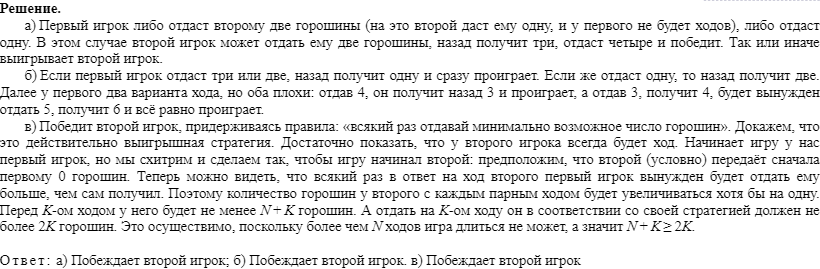 Решение.
а) Первый игрок либо отдаст второму две горошины (на это второй даст ему одну, и у первого не будет ходов), либо отдаст
одну. В этом случае второй игрок может отдать ему две горошины, назад получит три, отдаст четыре и победит. Так или иначе
выигрывает второй игрок.
б) Если первый игрок отдаст три или две, назад получит одну и сразу проиграет. Если же отдаст одну, то назад получит две.
Далее у первого два варианта хода, но оба плохи: отдав 4, он получит назад 3 и проиграет, а отдав 3, получит 4, будет вынужден
отдать 5, получит 6 и всё равно проиграет.
в) Победит второй игрок, придерживаясь правила: «всякий раз отдавай минимально возможное число горошин». Докажем, что
это действительно выигрышная стратегия. Достаточно показать, что у второго игрока всегда будет ход. Начинает игру у нас
первый игрок, но мы схитрим и сделаем так, чтобы игру начинал второй: предположим, что второй (условно) передаёт сначала
первому 0 горошин. Теперь можно видеть, что всякий раз в ответ на ход второго первый игрок вынужден будет отдать ему
больше, чем сам получил. Поэтому количество горошин у второго с каждым парным ходом будет увеличиваться хотя бы на одну.
Перед K-ом ходом у него будет не менее N + K горошин. А отдать на K-ом ходу он в соответствии со своей стратегией должен не
более 2K горошин. Это осуществимо, поскольку более чем N ходов игра длиться не может, а значит N + K ≥ 2K.
Ответ: а) Побеждает второй игрок; б) Побеждает второй игрок. в) Побеждает второй игрок